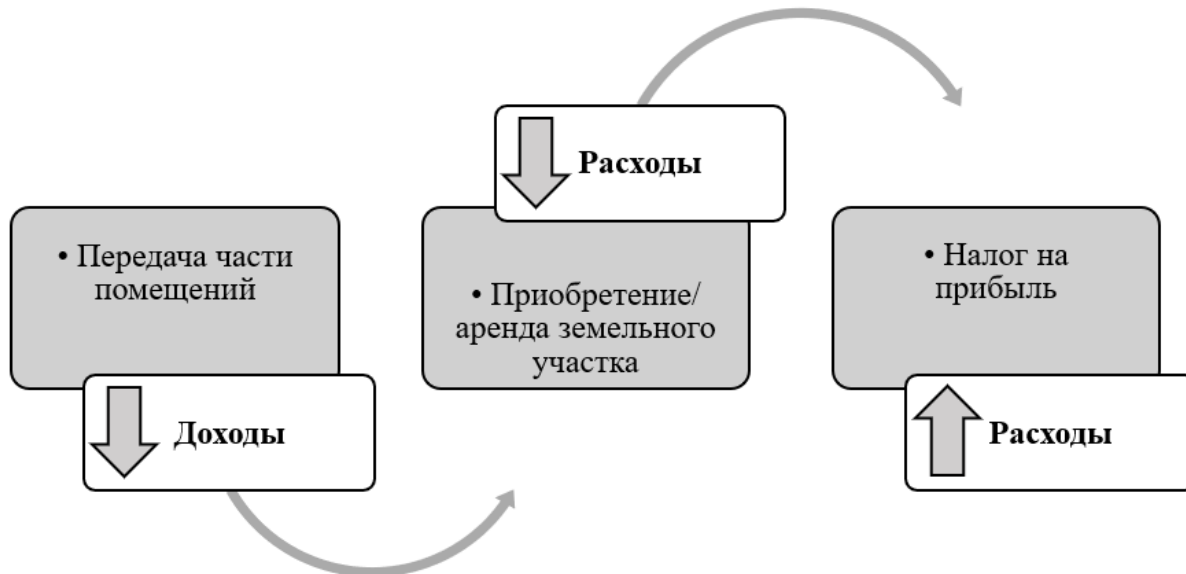 • Передача части
помещений
Доходы
Расходы
• Приобретение/
аренда земельного
участка
• Налог на
прибыль
Расходы